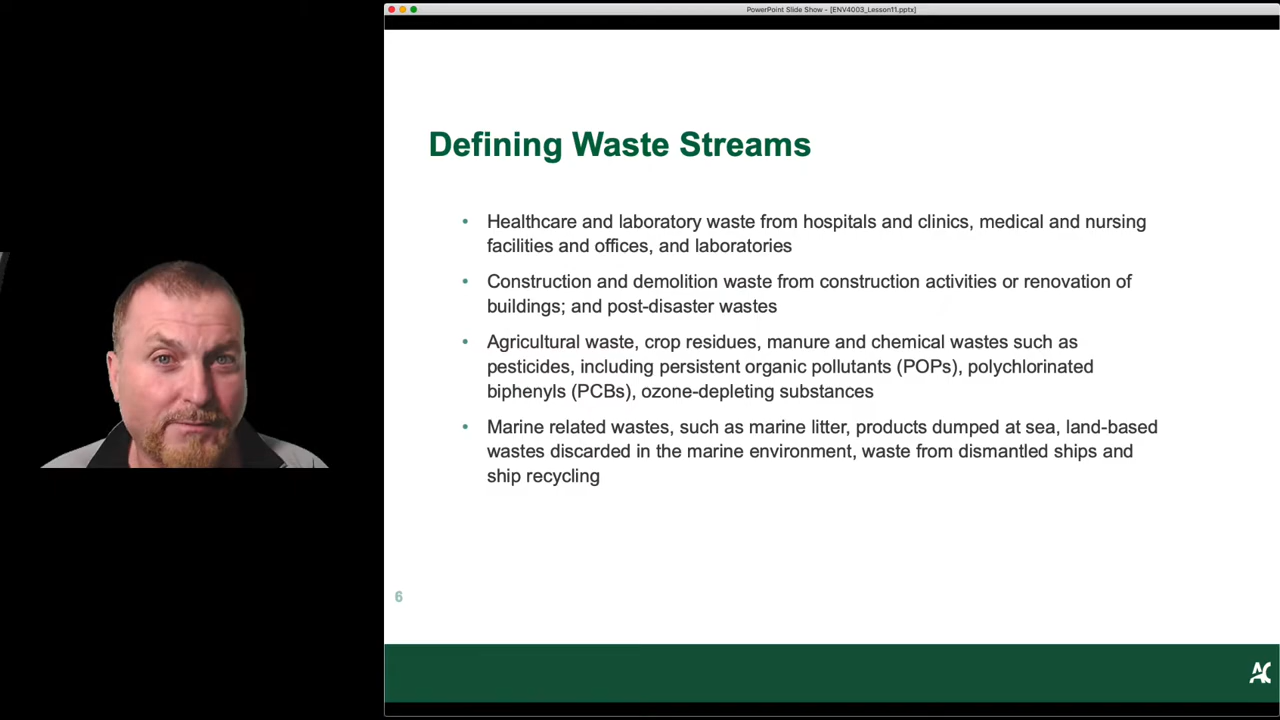 PowerPoint Slide Show - [ENV4003_Lesson11.pptx]
Defining Waste Streams
• Healthcare and laboratory waste from hospitals and clinics, medical and nursing
facilities and offices, and laboratories
• Construction and demolition waste from construction activities or renovation of
buildings; and post-disaster wastes
• Agricultural waste, crop residues, manure and chemical wastes such as
pesticides, including persistent organic pollutants (POPs), polychlorinated
biphenyls (PCBs), ozone-depleting substances
• Marine related wastes, such as marine litter, products dumped at sea, land-based
wastes discarded in the marine environment, waste from dismantled ships and
ship recycling
6
AC